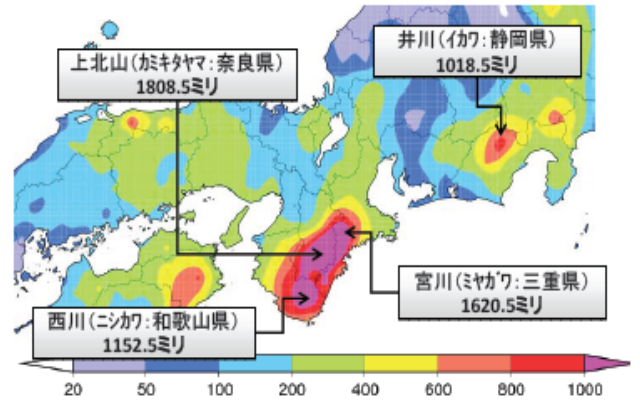 上北山（ｶﾐｷﾀﾔﾏ：奈良県）
1808.5ミリ
井川（ｲｶﾜ：静岡県）
1018.5ミリ
宮川（ﾐﾔｶﾞﾜ：三重県）
1620.5ミリ
西川（ﾆｼｶﾜ：和歌山県）
1152.5ミリ
20 50 100 200 400 600 800 1000